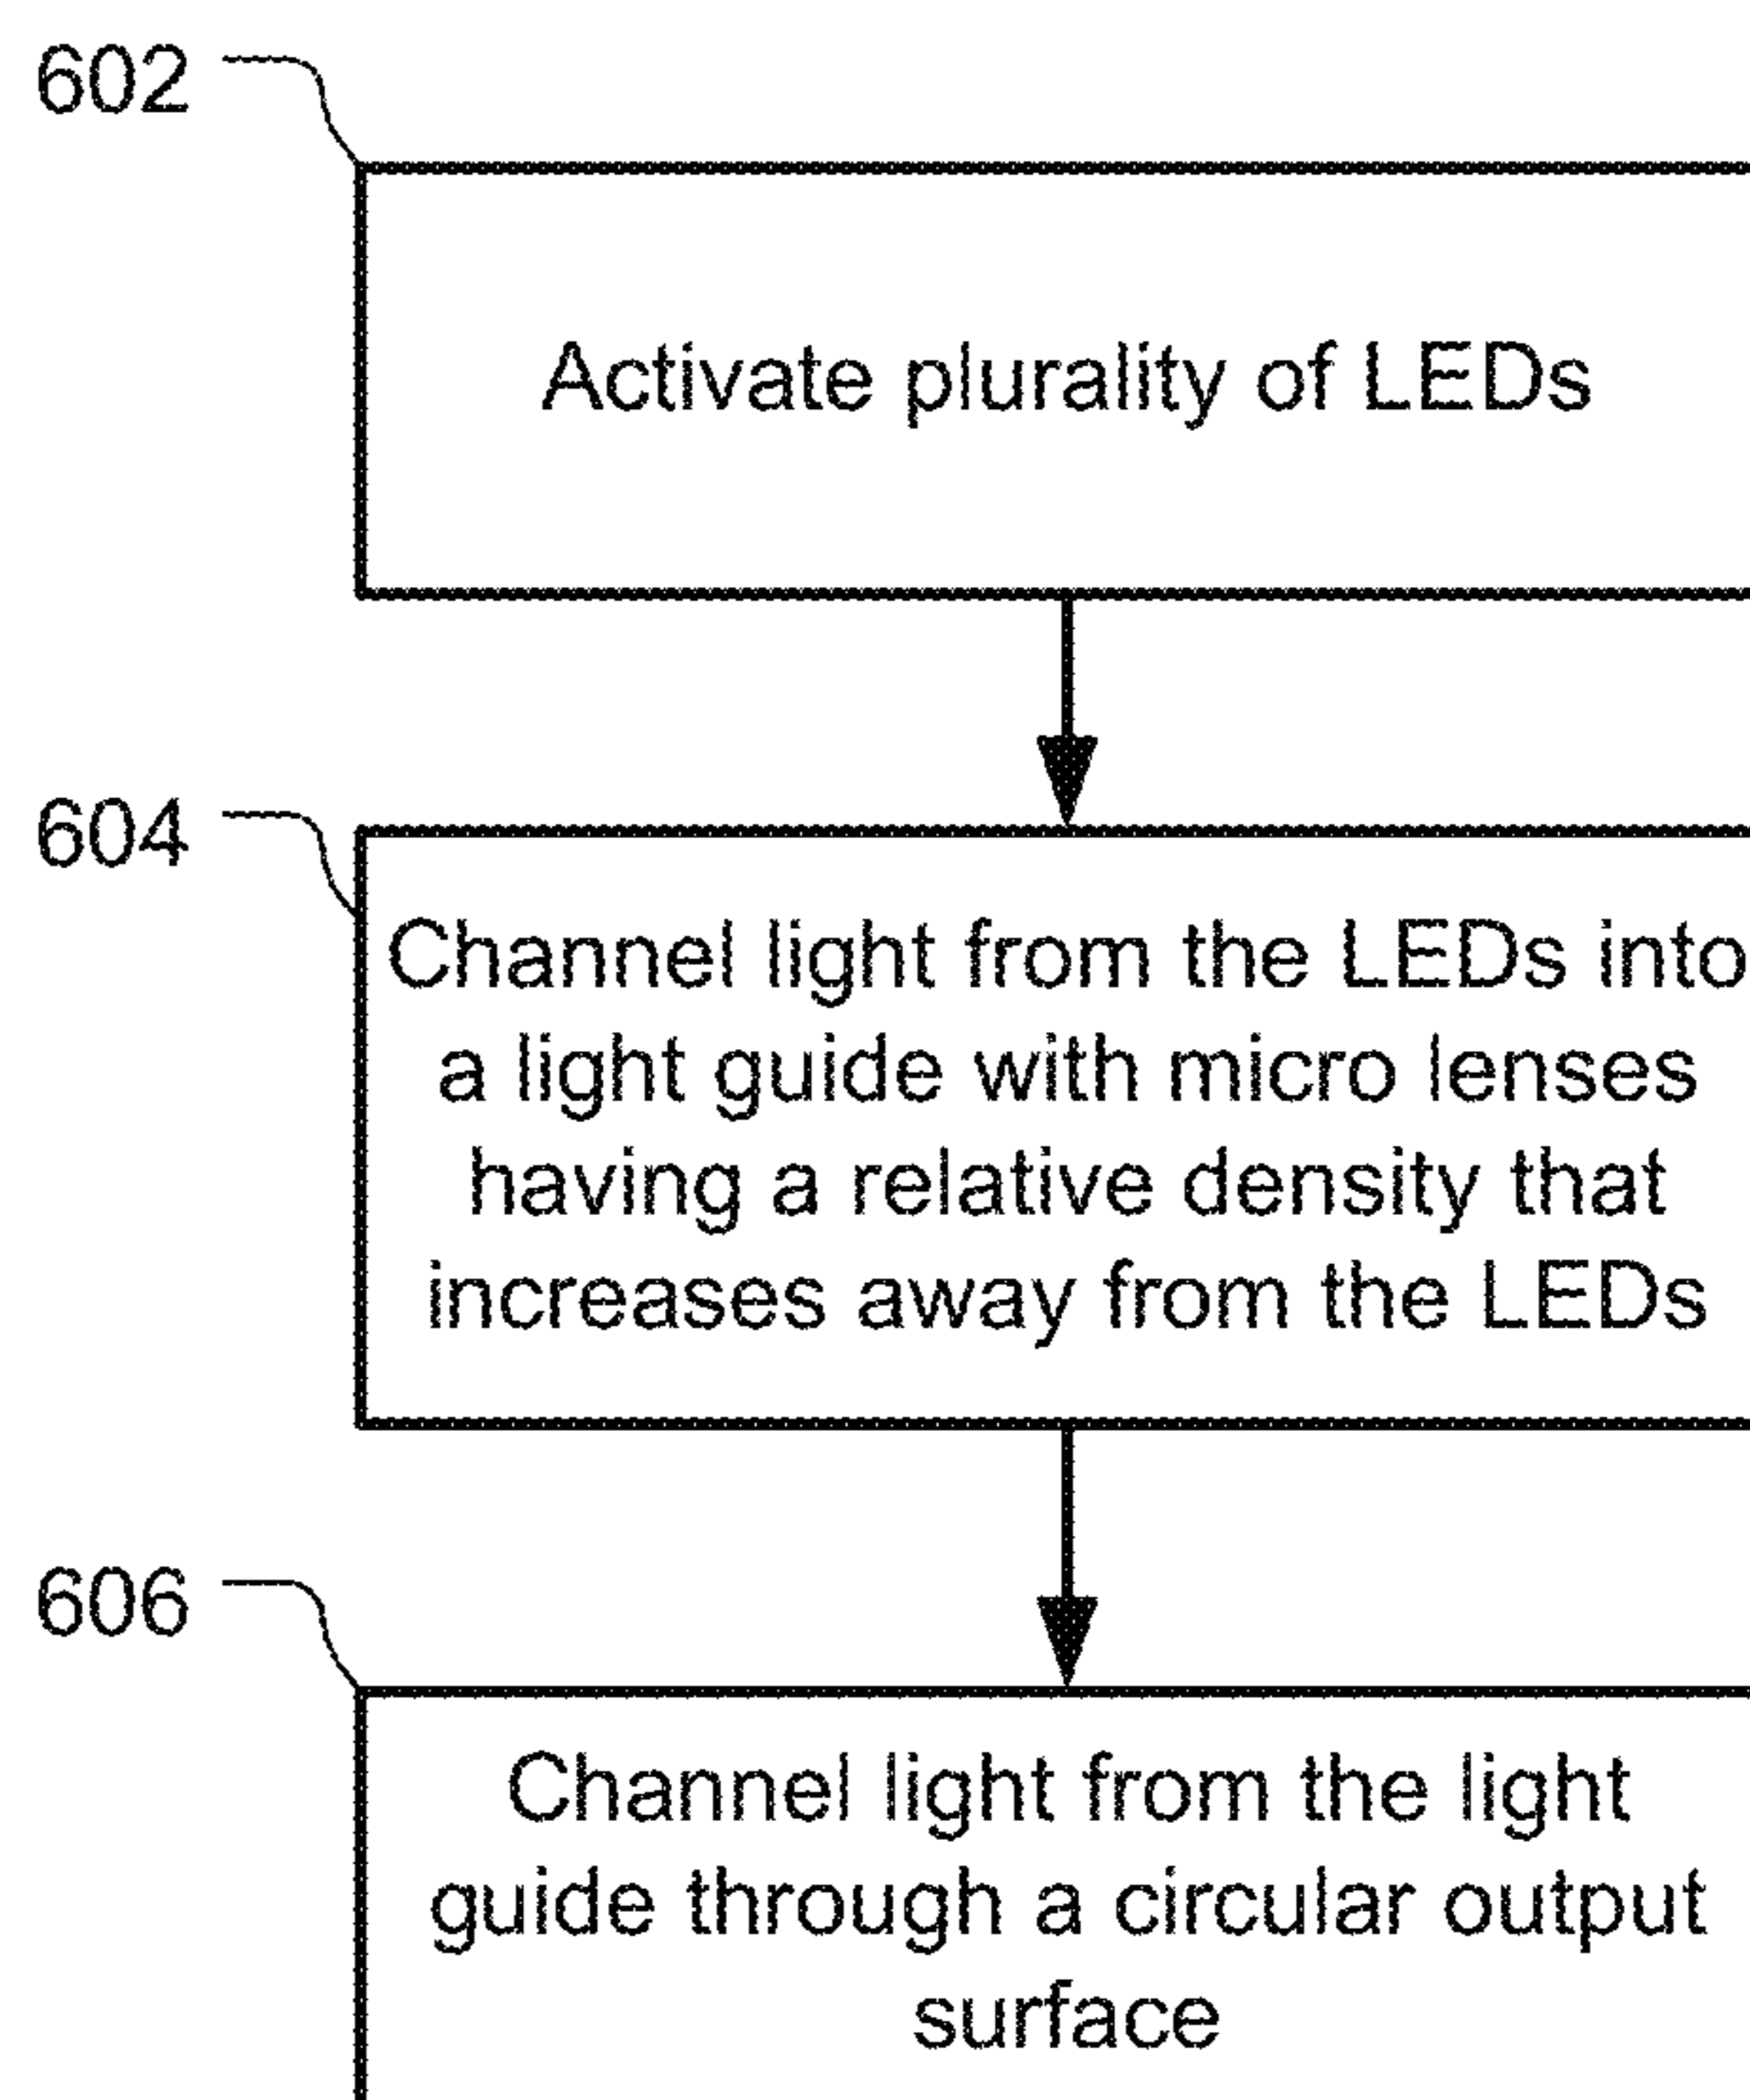 602
Activate plurality of LEDs
604
Channel light from the LEDs into
a light guide with micro lenses
having a relative density that
increases away from the LEDs
606
Channel light from the light
guide through a circular output
surface